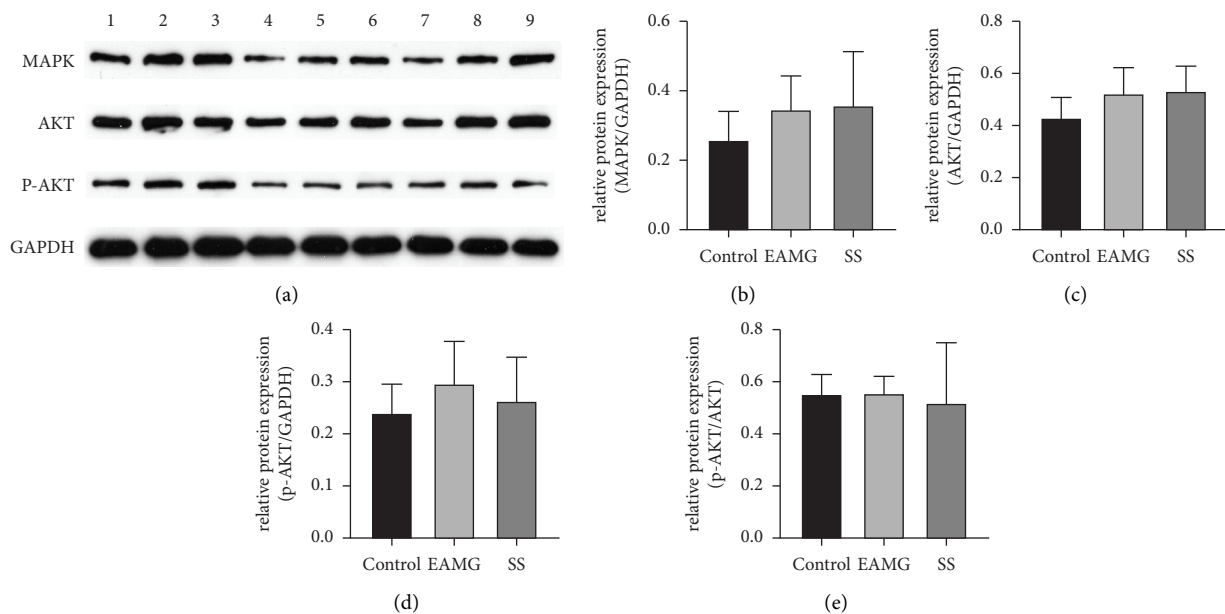 1 2 3 4 5 6 7 8 9
MAPK
AKT
P-AKT
GAPDH
(a)
relative protein expression
(MAPK/GAPDH)
0.6
0.4
0.2
0.0
Control EAMG SS
(b)
relative protein expression
(AKT/GAPDH)
0.8
0.6
0.4
0.2
0.0
Control EAMG SS
(c)
relative protein expression
(p-AKT/GAPDH)
0.4
0.3
0.2
0.1
0.0
Control EAMG SS
(d)
relative protein expression
(p-AKT/AKT)
0.8
0.6
0.4
0.2
0.0
Control EAMG SS
(e)